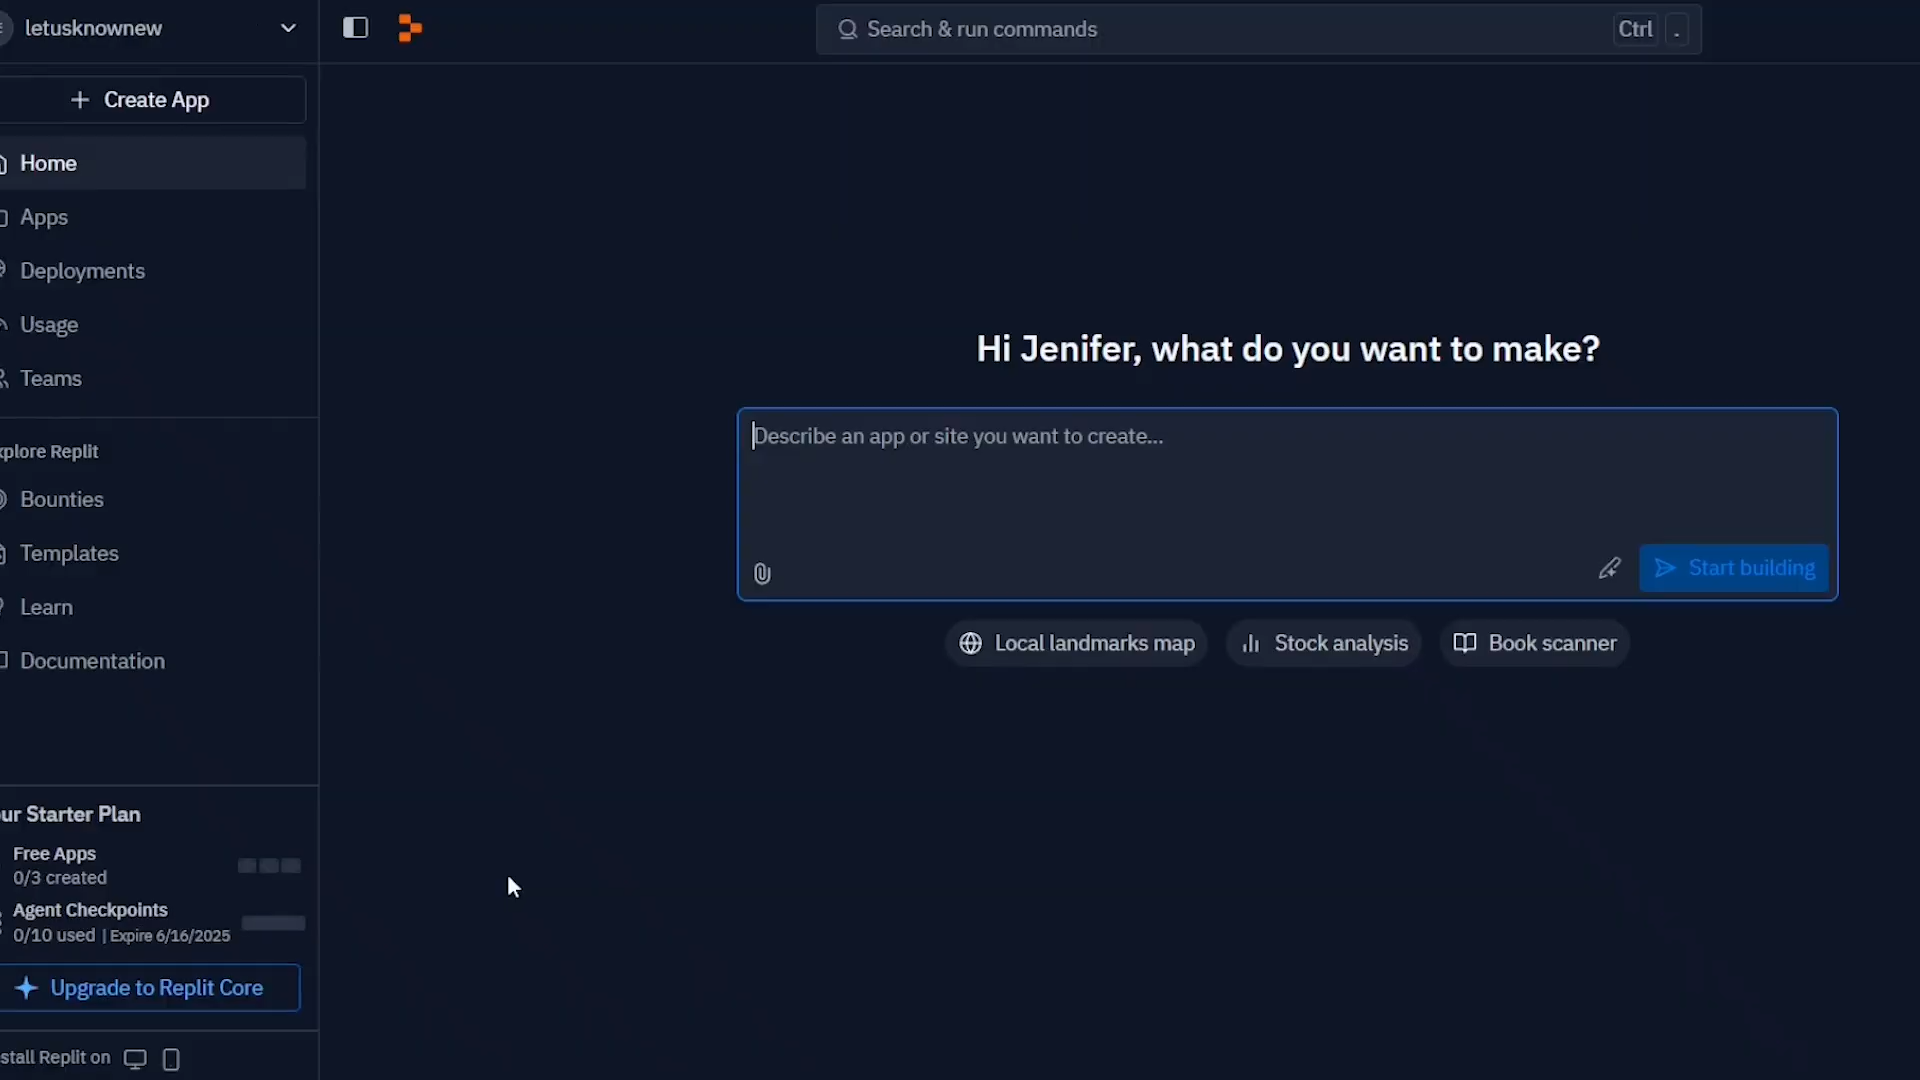 letusknownew
Search & run commands
Ctrl .
+ Create App
Home
Apps
Deployments
Usage
Teams
xplore Replit
Bounties
Templates
Learn
Documentation
Hi Jenifer, what do you want to make?
Describe an app or site you want to create...
Start building
Local landmarks map
Stock analysis
Book scanner
our Starter Plan
Free Apps
0/3 created
Agent Checkpoints
0/10 used | Expire 6/16/2025
Upgrade to Replit Core
stall Replit on